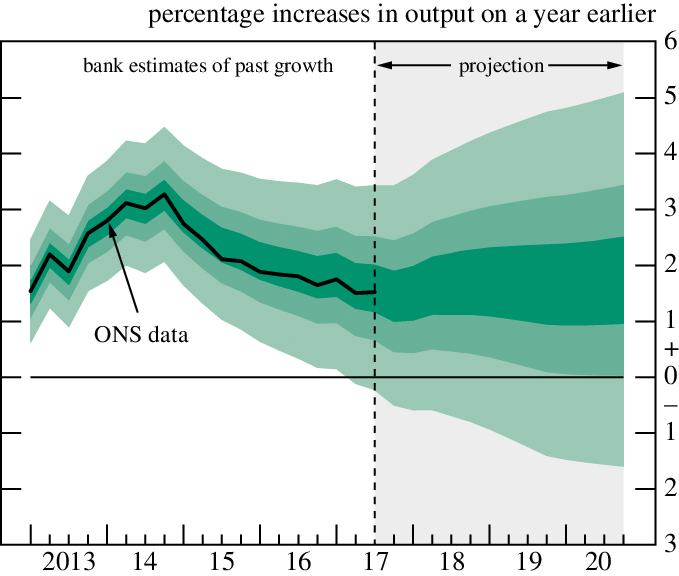 percentage increases in output on a year earlier
bank estimates of past growth
projection
ONS data
6
5
4
3
2
1
+
0
–
1
2
3
2013 14 15 16 17 18 19 20